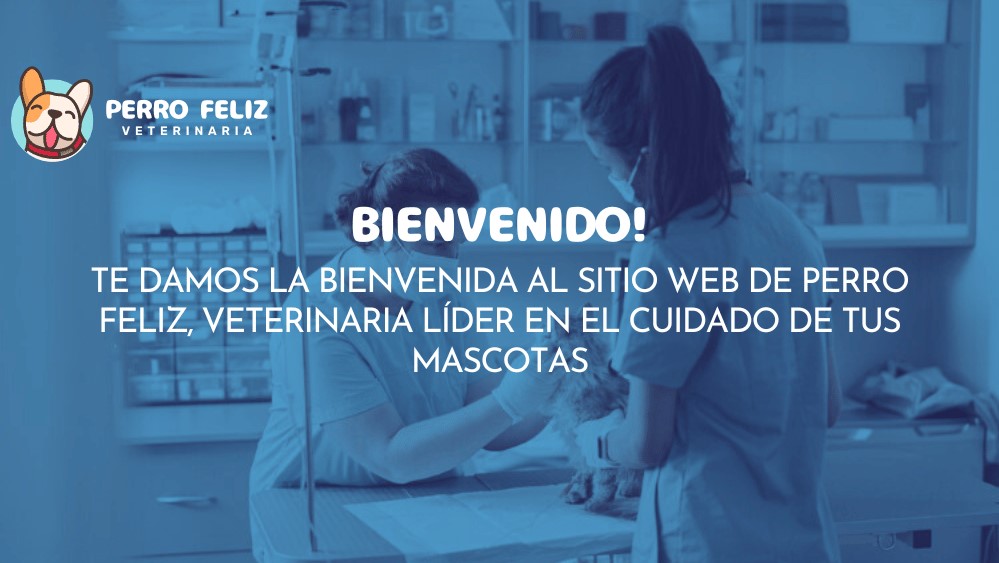 PERRO FELIZ
VETERINARIA
BIENVENIDO!
TE DAMOS LA BIENVENIDA AL SITIO WEB DE PERRO
FELIZ, VETERINARIA LÍDER EN EL CUIDADO DE TUS
MASCOTAS